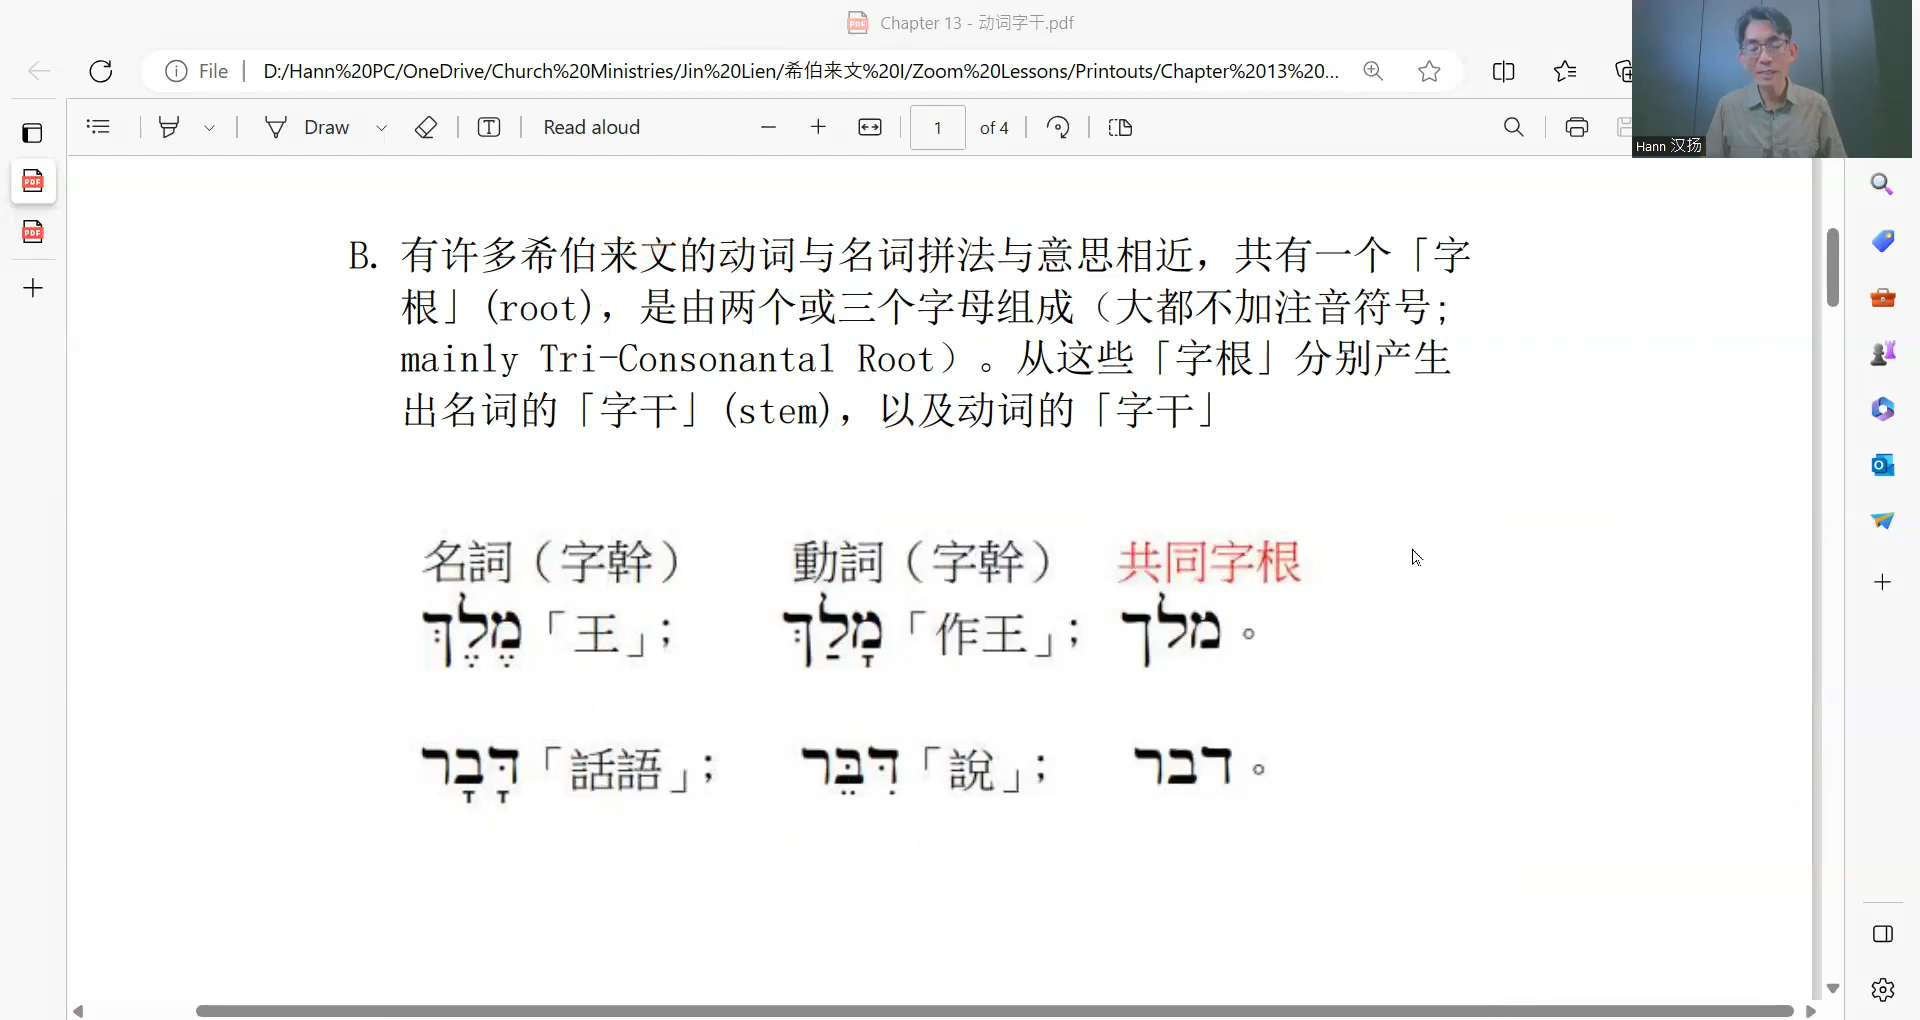 Chapter 13 - 动词字干.pdf
File
D:/Hann%20PC/OneDrive/Church%20Ministries/Jin%20Lien/希伯来文%20I/Zoom%20Lessons/Printouts/Chapter%2013%20...
Draw
Read aloud
1 of 4
Hann 汉扬
B. 有许多希伯来文的动词与名词拼法与意思相近，共有一个「字
根」(root)，是由两个或三个字母组成（大都不加注音符号;
mainly Tri-Consonantal Root）。从这些「字根」分别产生
出名词的「字干」(stem)，以及动词的「字干」
名詞（字幹） 動詞（字幹） 共同字根
מֶלֶךְ「王」； מָלַךְ「作王」； מלך。
דָּבָר「話語」； דִּבֵּר「說」； דבר。